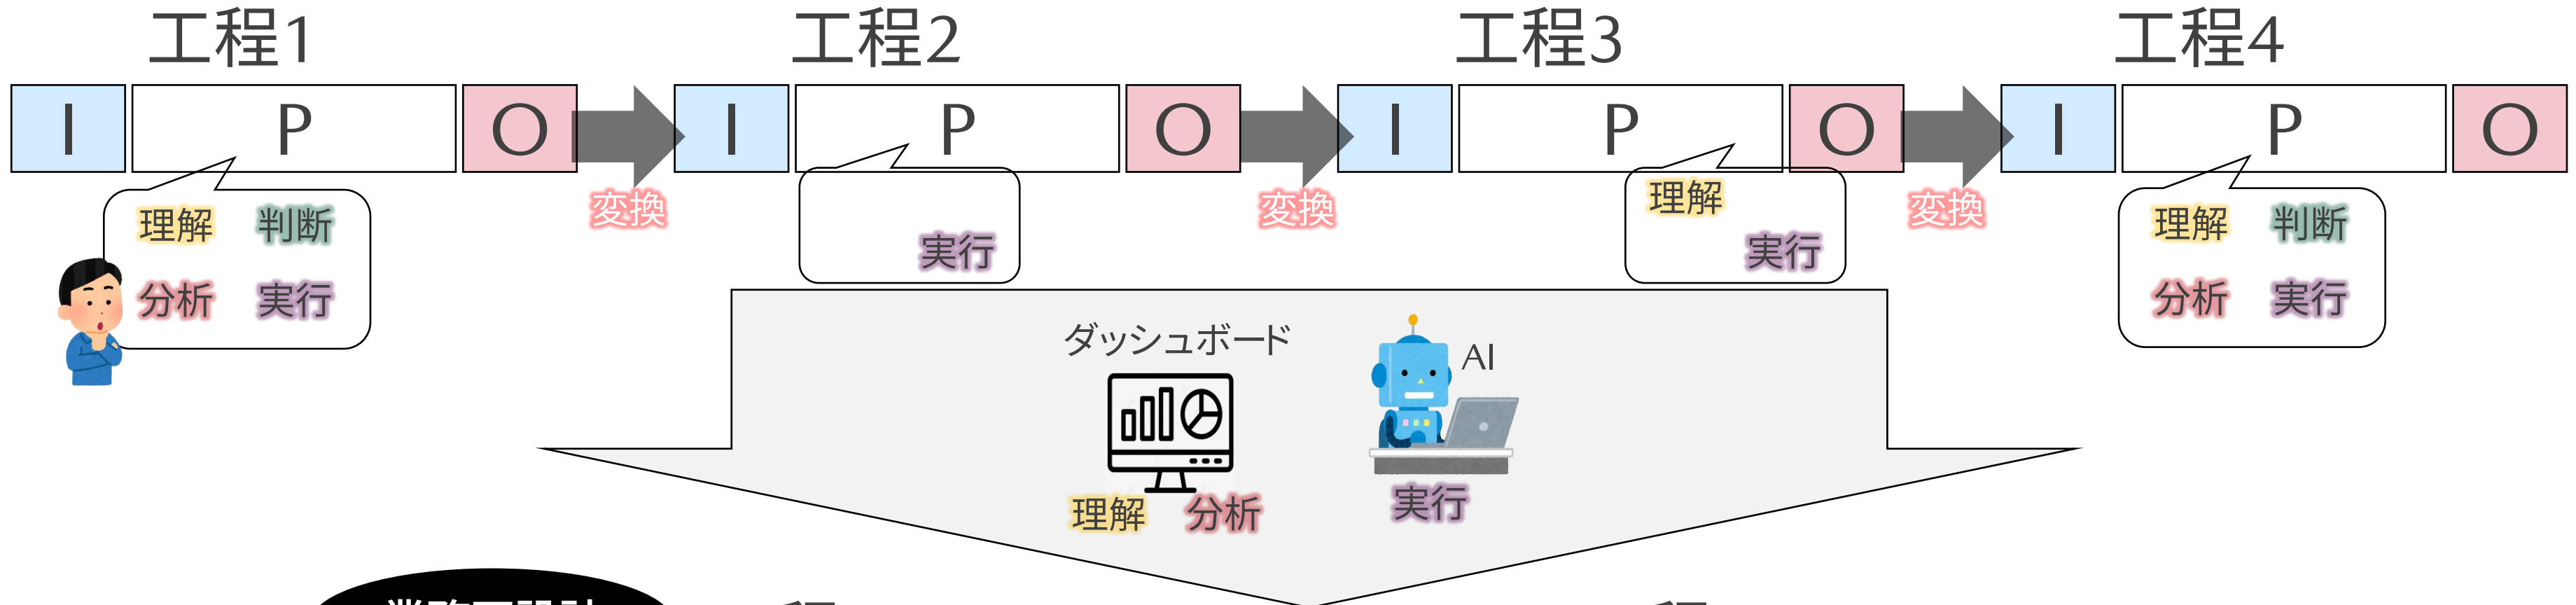 工程1 工程2 工程3 工程4
I P O I P O I P O I P O
変換 変換 変換
理解 判断
分析 実行
実行
理解
実行
理解 判断
分析 実行
ダッシュボード
AI
理解 分析
実行